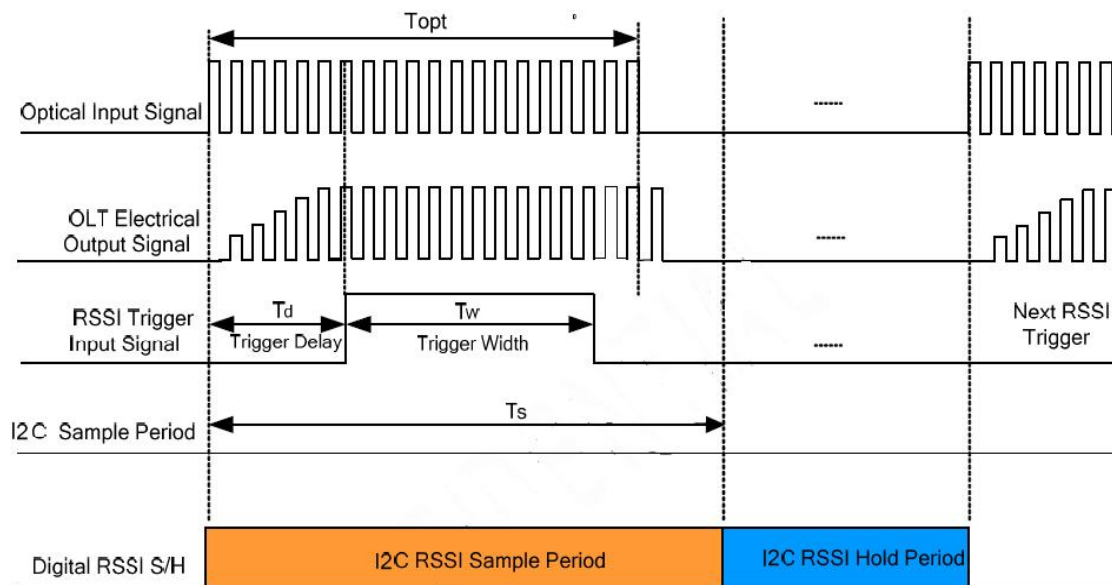 Topt
Optical Input Signal
------
OLT Electrical
Output Signal
------
RSSI Trigger
Input Signal
Td
Trigger Delay
Tw
Trigger Width
------
Next RSSI
Trigger
Ts
I2C Sample Period
Digital RSSI S/H
I2C RSSI Sample Period
I2C RSSI Hold Period